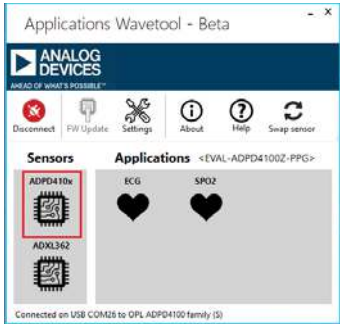 Applications Wavetool - Beta
ANALOG
DEVICES
AHEAD OF WHAT'S POSSIBLE™
Disconnect FW Update Settings About Help Swap sensor
Sensors Applications <EVAL-ADPD4100Z-PPG>
ADPD410x ECG SPO2
ADXL362
Connected on USB COM26 to OPL ADPD4100 family (S)